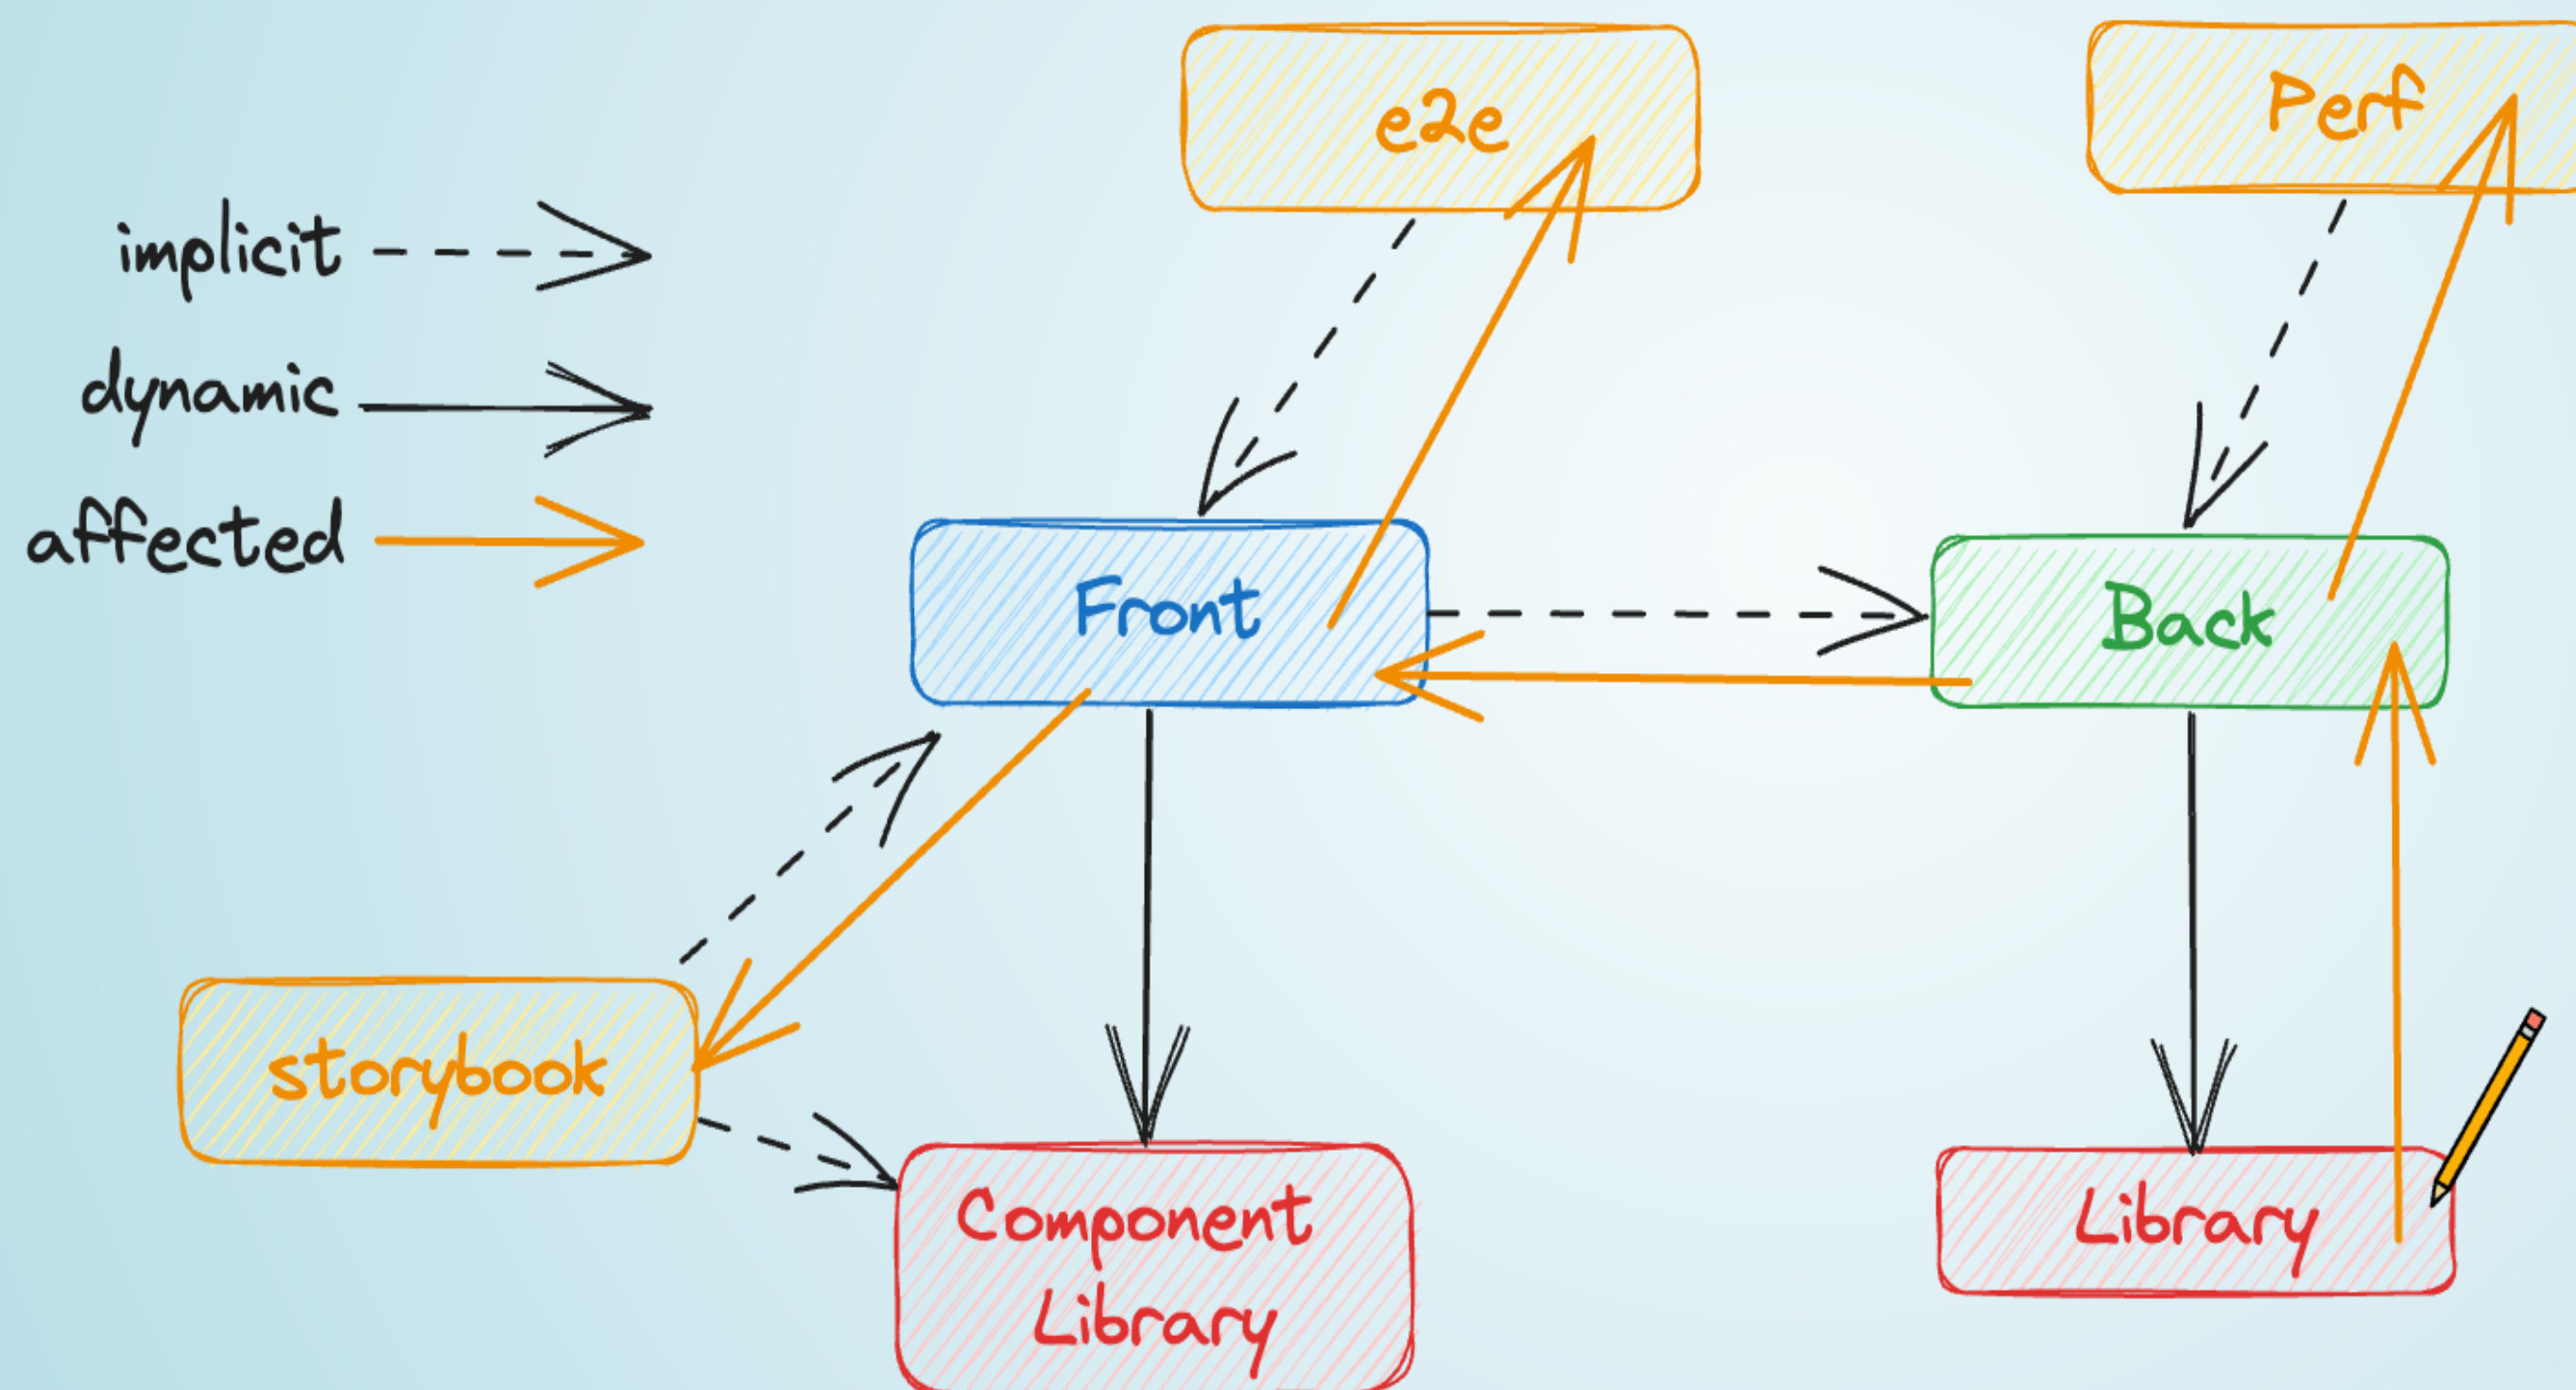 e2e
Perf
implicit
dynamic
affected
Front
Back
storybook
Component
Library
Library